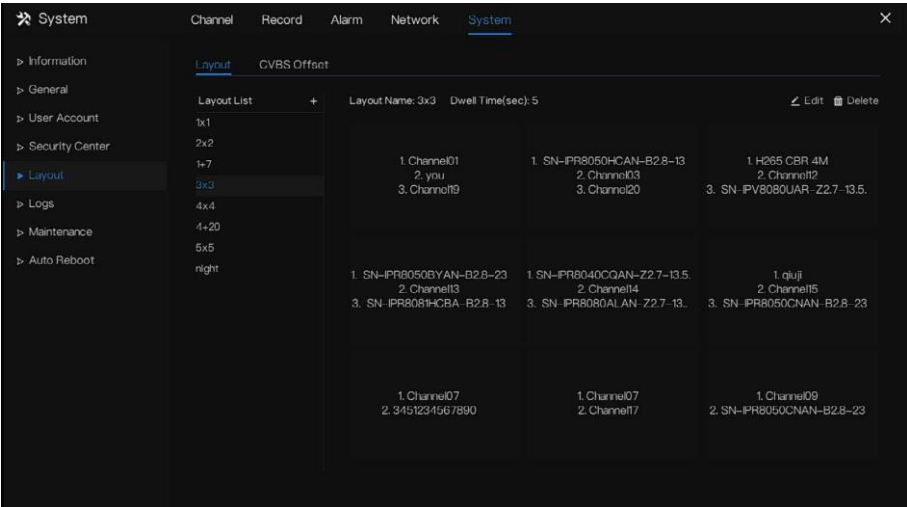 System
Channel Record Alarm Network System
Information
General
User Account
Security Center
Layout
Logs
Maintenance
Auto Reboot
Layout CVBS Offset
Layout List +
1x1
2x2
1+7
3x3
4x4
4+20
5x5
night
Layout Name: 3x3 Dwell Time(sec): 5
Edit Delete
1. Channel01
2. you
3. Channel19
1. SN-IPR8050HCAN-B2.8-13
2. Channel03
3. Channel20
1. H265 CBR 4M
2. Channel12
3. SN-IPV8080UAR-Z2.7-13.5.
1. SN-IPR8050BYAN-B2.8-23
2. Channel13
3. SN-IPR8081HCBA-B2.8-13
1. SN-IPR8040CQAN-Z2.7-13.5.
2. Channel14
3. SN-IPR8080ALAN-Z2.7-13..
1. qiuji
2. Channel15
3. SN-IPR8050CNAN-B2.8-23
1. Channel07
2. 3451234567890
1. Channel07
2. Channel17
1. Channel09
2. SN-IPR8050CNAN-B2.8-23